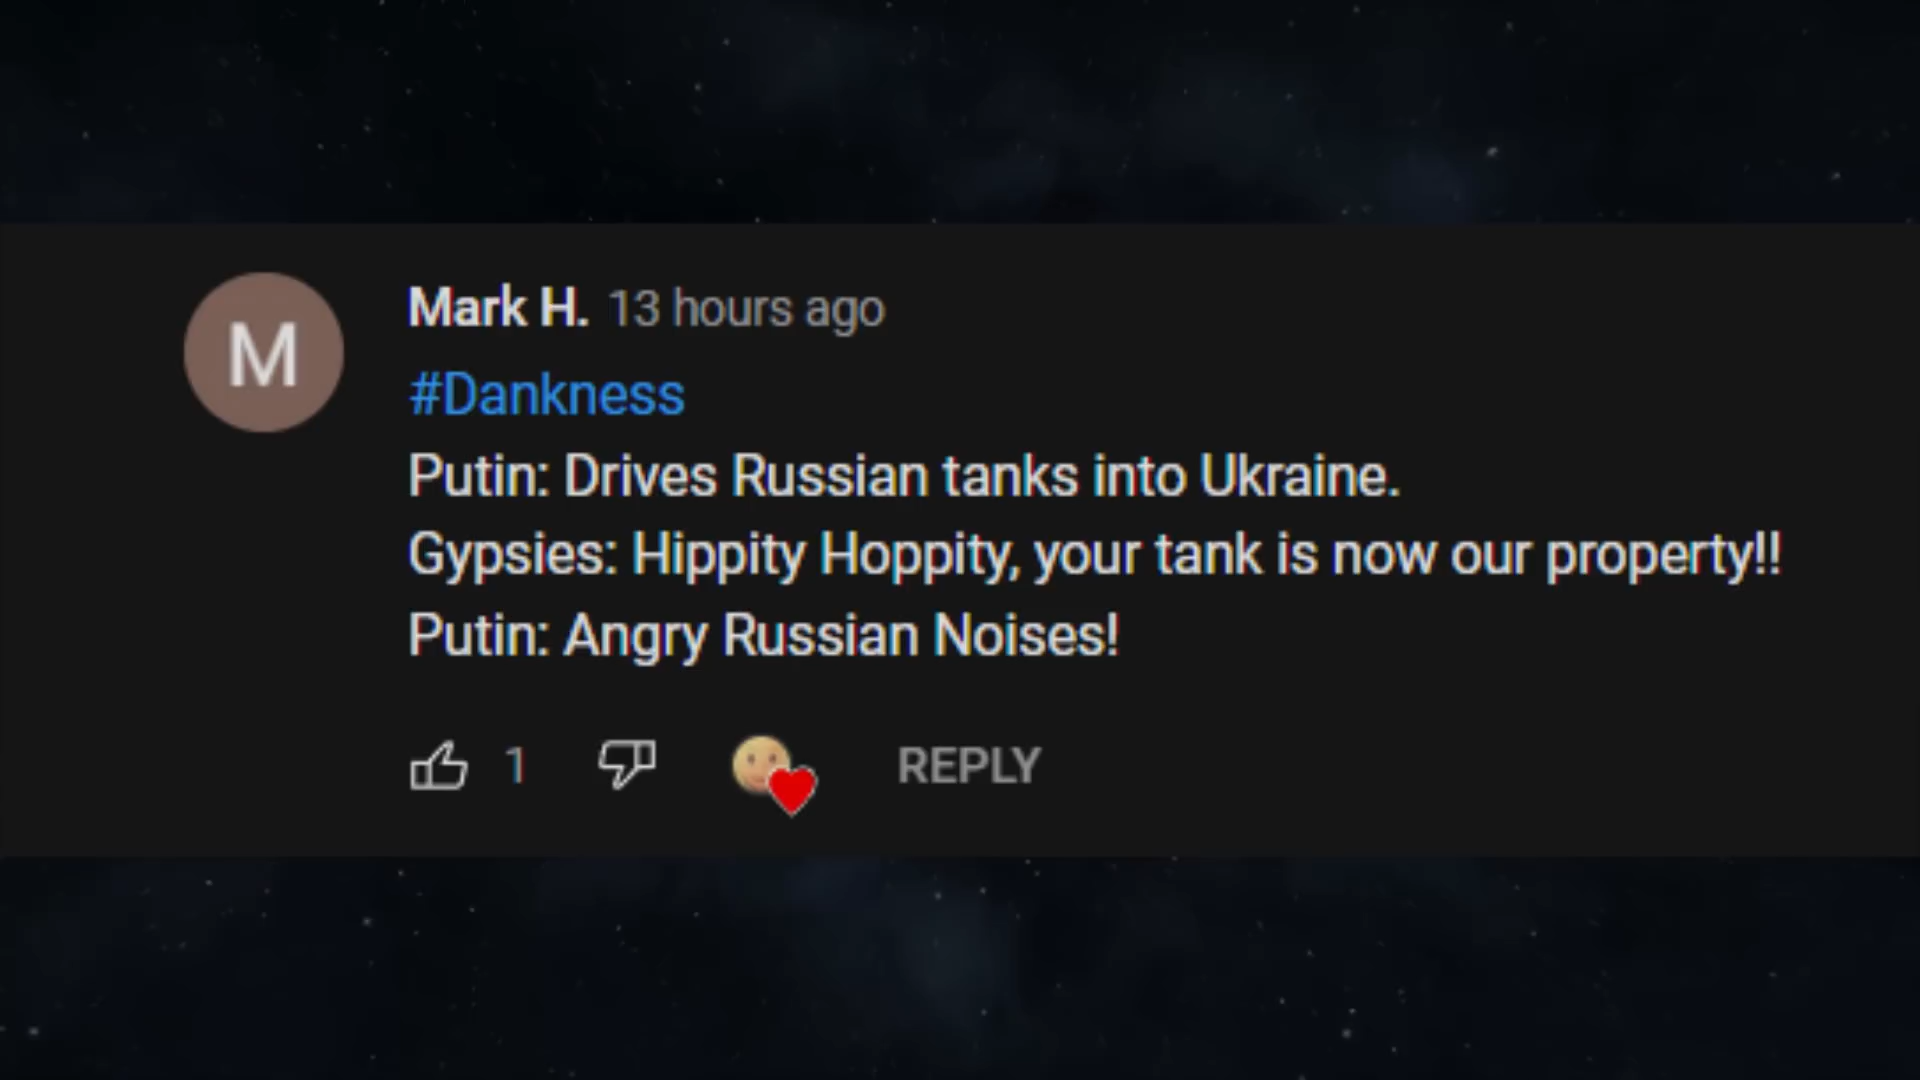 M
Mark H. 13 hours ago
#Dankness
Putin: Drives Russian tanks into Ukraine.
Gypsies: Hippity Hoppity, your tank is now our property!!
Putin: Angry Russian Noises!
1 REPLY